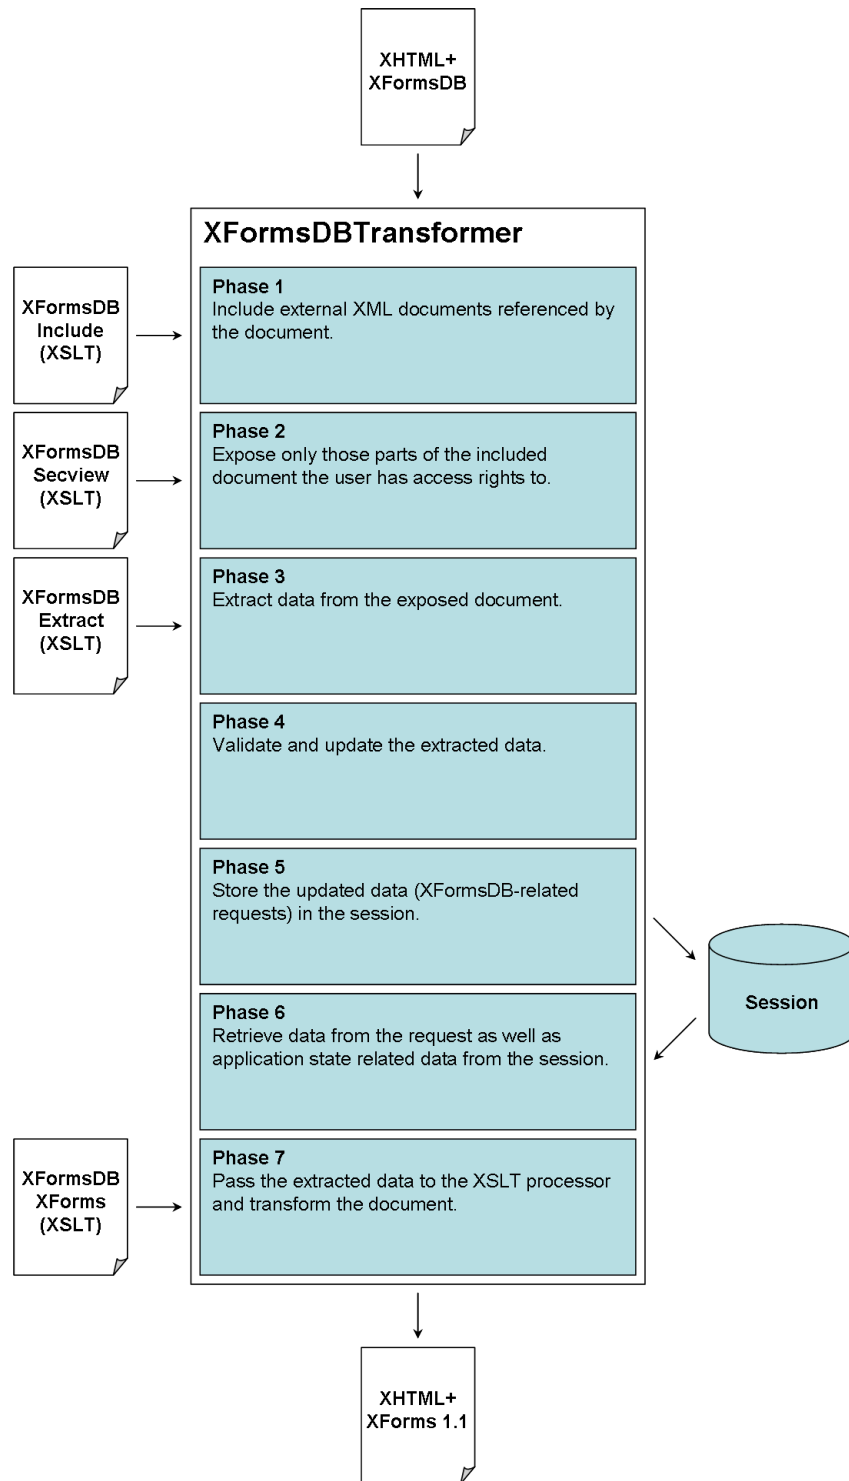 XHTML+
XFormsDB
XFormsDBTransformer
XFormsDB
Include
(XSLT)
Phase 1
Include external XML documents referenced by
the document.
XFormsDB
Secview
(XSLT)
Phase 2
Expose only those parts of the included
document the user has access rights to.
XFormsDB
Extract
(XSLT)
Phase 3
Extract data from the exposed document.
Phase 4
Validate and update the extracted data.
Phase 5
Store the updated data (XFormsDB-related
requests) in the session.
Session
Phase 6
Retrieve data from the request as well as
application state related data from the session.
XFormsDB
XForms
(XSLT)
Phase 7
Pass the extracted data to the XSLT processor
and transform the document.
XHTML+
XForms 1.1